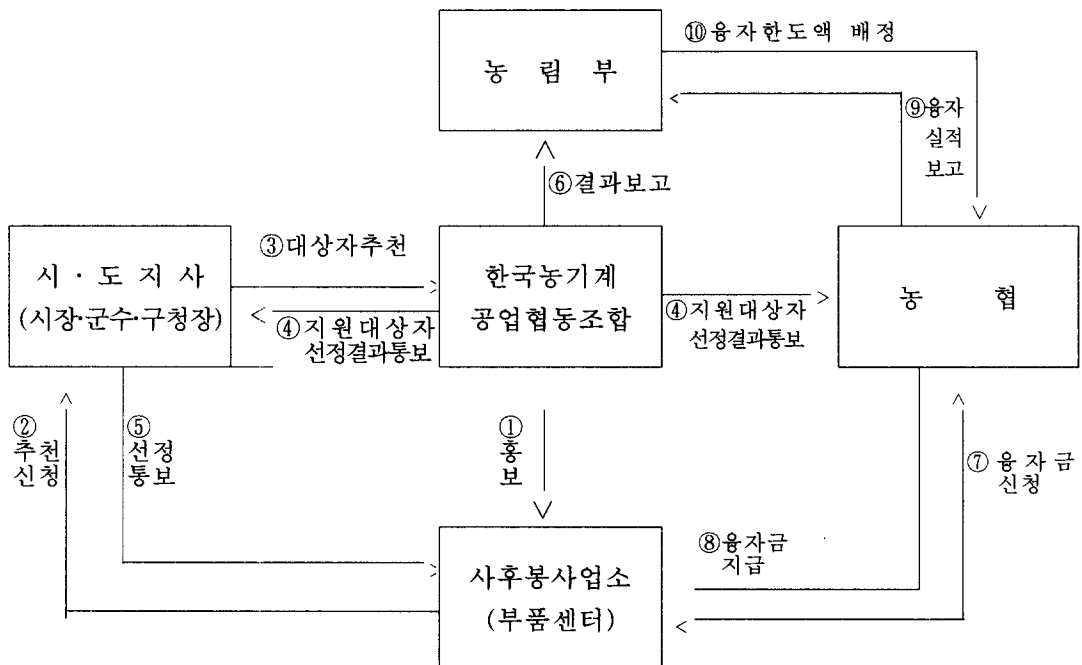 ⑩융자한도액 배정
농 림 부
⑨융자
실적
보고
⑥결과보고
③대상자추천
시·도지사
(시장·군수·구청장)
④지원대상자
선정결과통보
한국농기계
공업협동조합
④지원대상자
선정결과통보
농 협
②
추천
신청
⑤
선정
통보
①
홍
보
⑦융자금
신청
⑧융자금
지급
사후봉사업소
(부품센터)